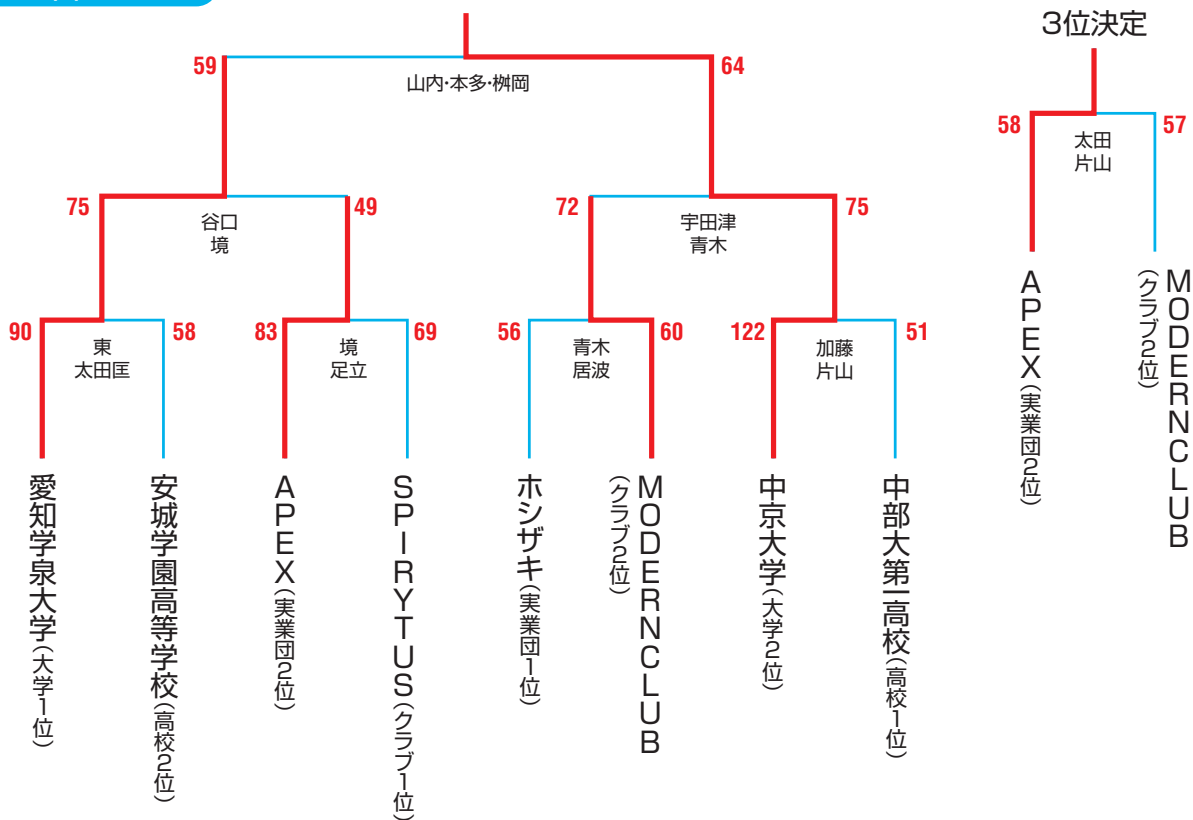 3位決定
59
64
山内・本多・桝岡
58
57
太田
片山
75
49
谷口
境
72
75
宇田津
青木
90
58
東
太田匡
83
69
境
足立
56
60
青木
居波
122
51
加藤
片山
APEX(実業団2位)
MODERNCLUB
(クラブ2位)
愛知学泉大学(大学1位)
安城学園高等学校(高校2位)
APEX(実業団2位)
SPIRYTUS(クラブ1位)
ホシザキ(実業団1位)
MODERNCLUB
(クラブ2位)
中京大学(大学2位)
中部大第一高校(高校1位)